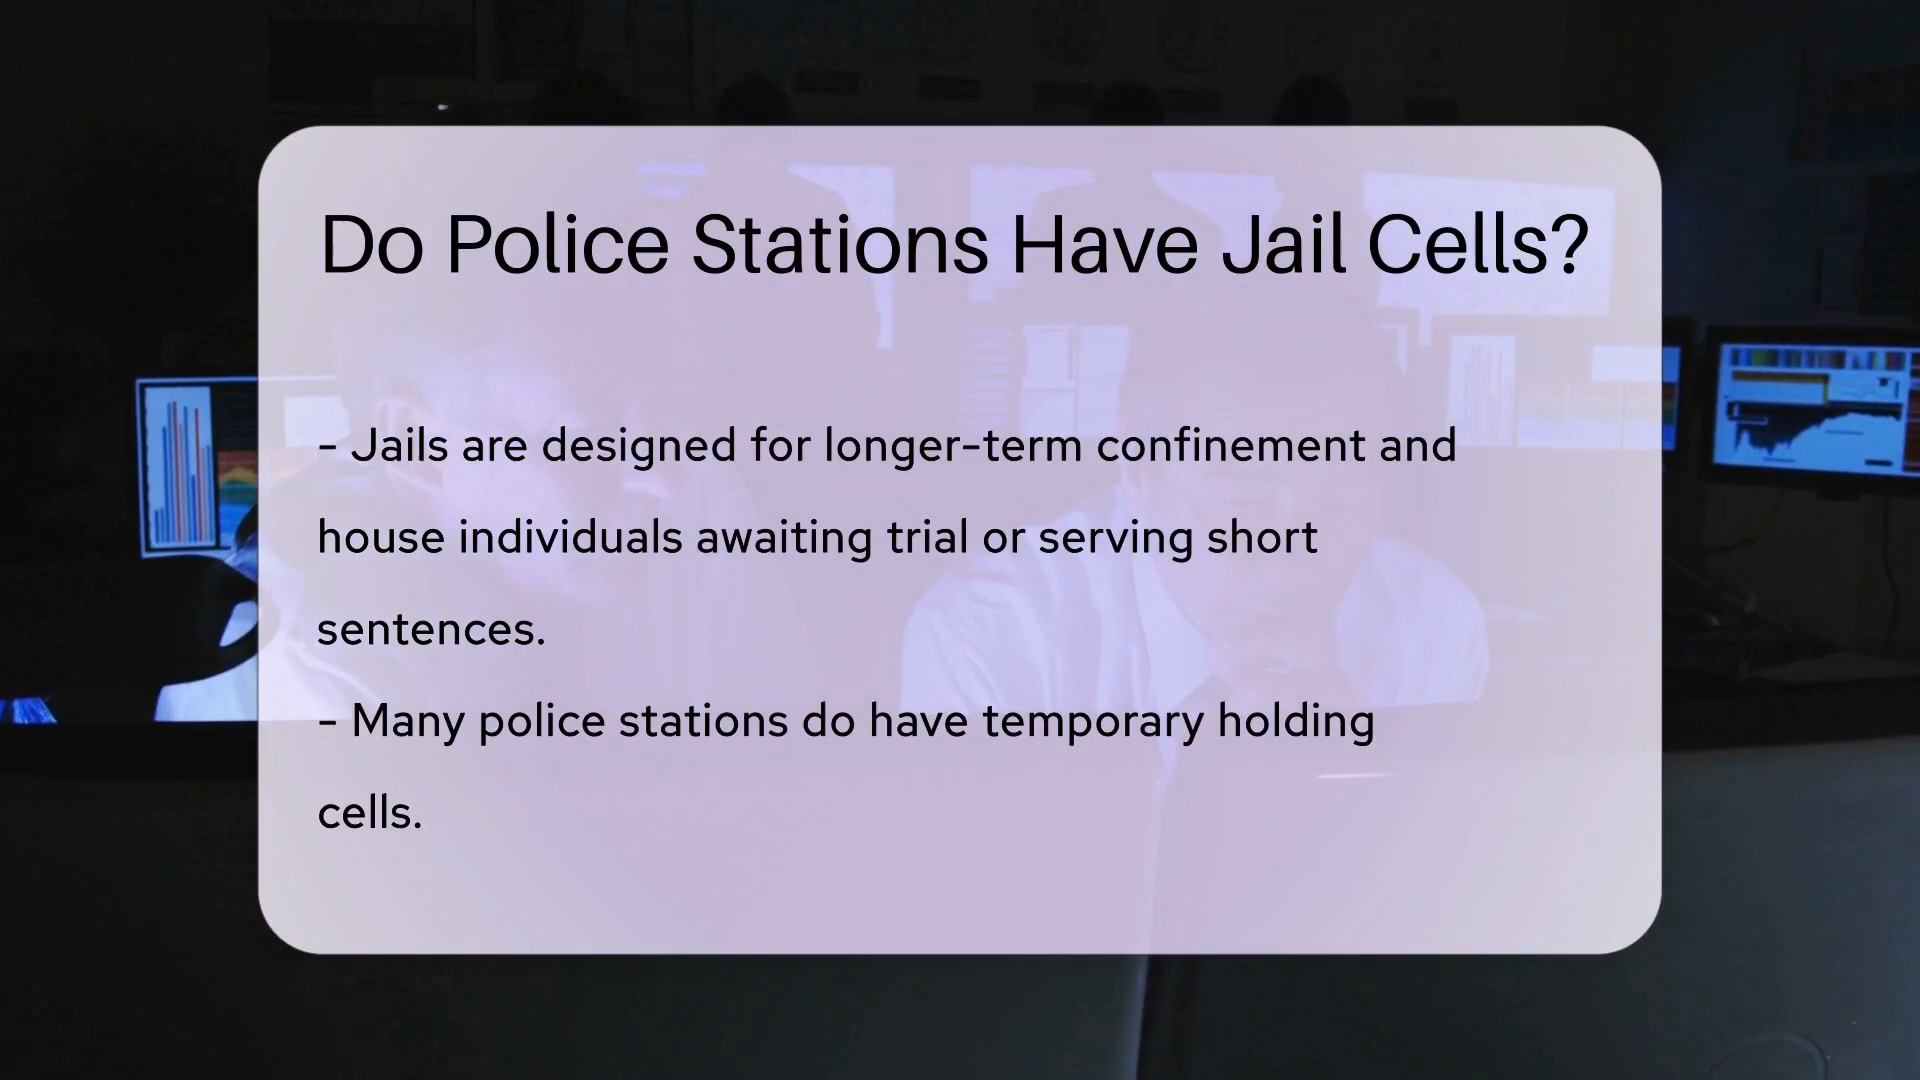 Do Police Stations Have Jail Cells?
- Jails are designed for longer-term confinement and
house individuals awaiting trial or serving short
sentences.
- Many police stations do have temporary holding
cells.